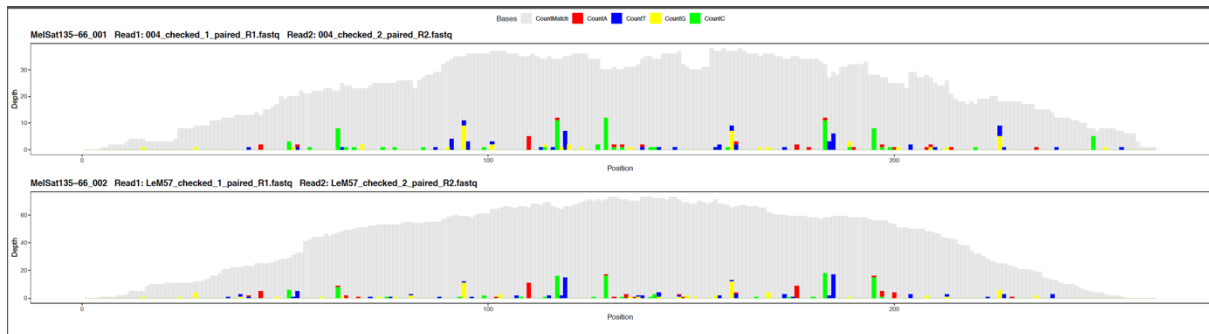 Bases CountMatch CountA CountT CountG CountC
MelSat135-66_001 Read1: 004_checked_1_paired_R1.fastq Read2: 004_checked_2_paired_R2.fastq
Depth
30
20
10
0
0 100 200
Position
MelSat135-66_002 Read1: LeM57_checked_1_paired_R1.fastq Read2: LeM57_checked_2_paired_R2.fastq
Depth
60
40
20
0
0 100 200
Position